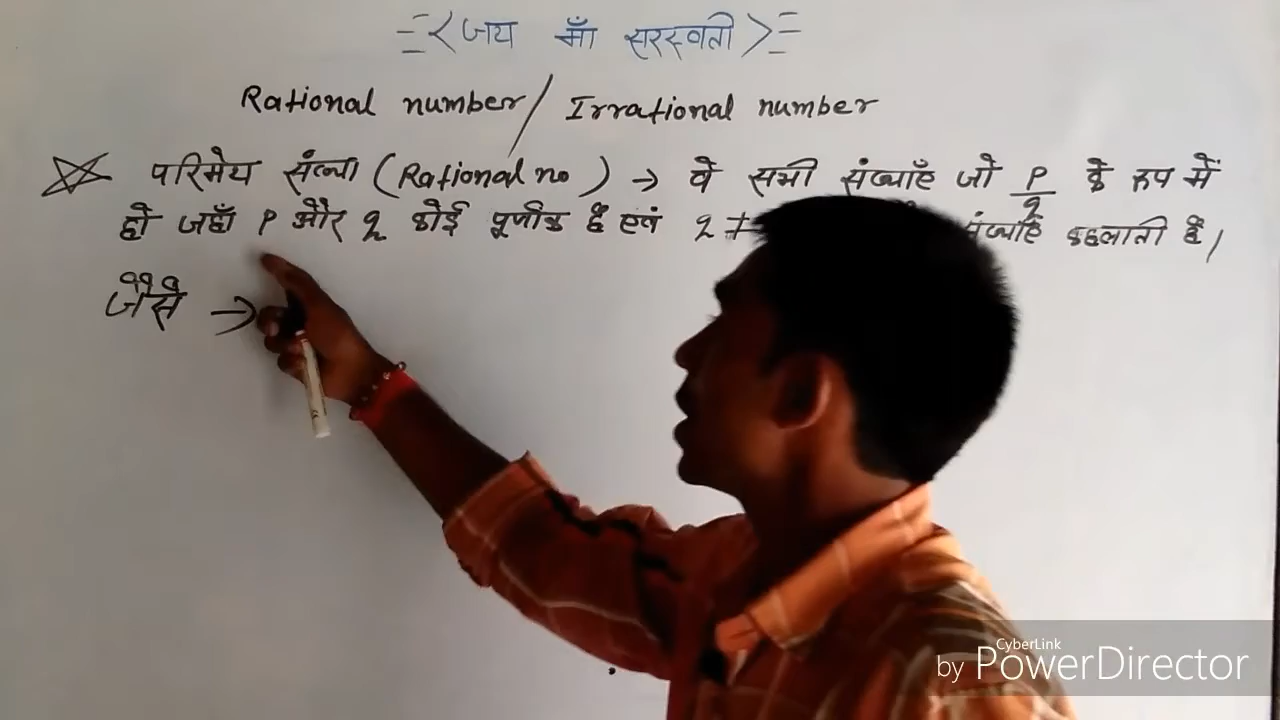 जय माँ सरस्वती
Rational number / Irrational number
परिमेय संख्या (Rational no) → वे सभी संख्याएँ जो P/q के रूप में
हो जहाँ P और q कोई पूर्णांक हैं एवं q ≠ संख्याएँ कहलाती हैं।
जैसे →
CyberLink
by PowerDirector